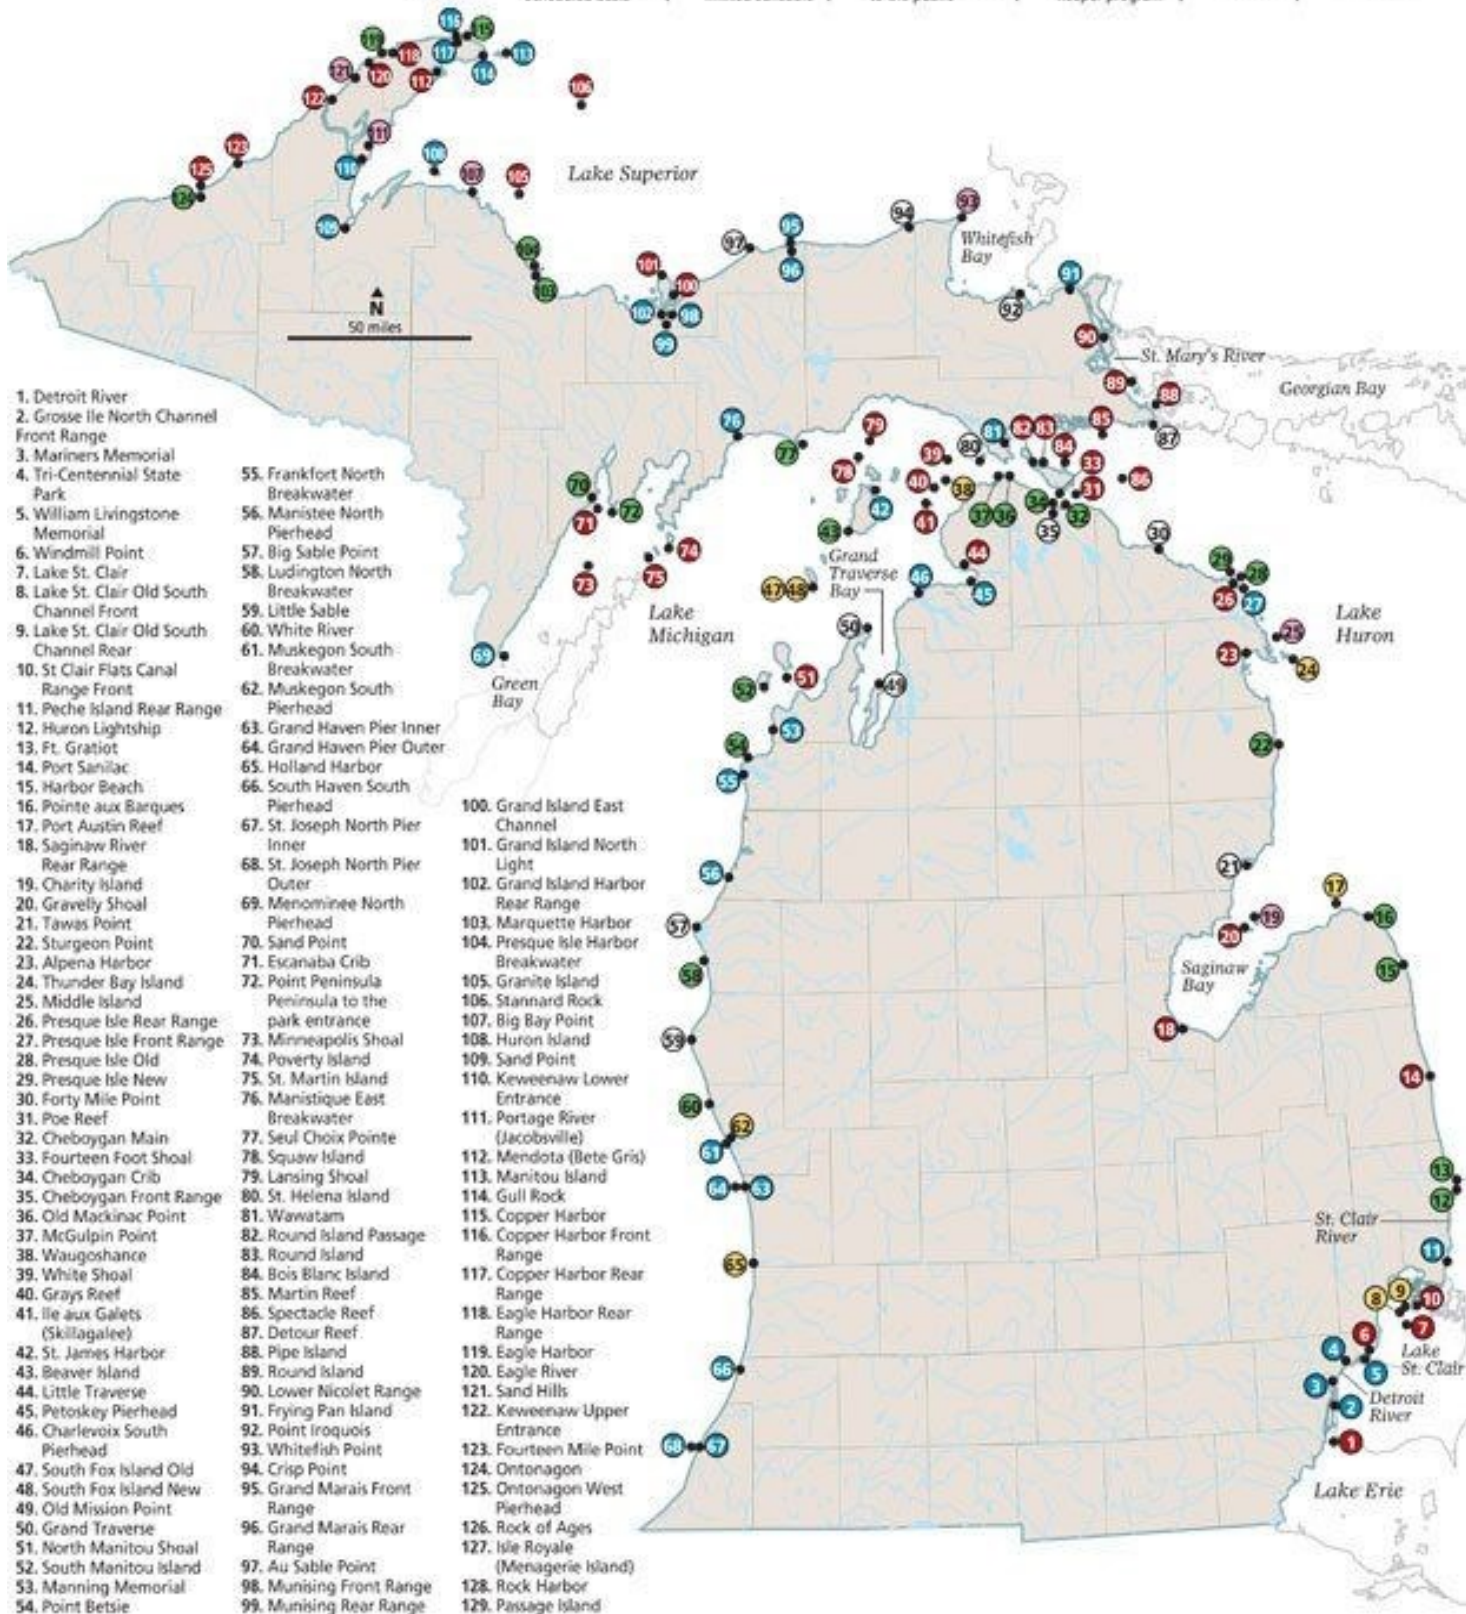 Lake Superior
Whitefish
Bay
N
50 miles
St. Mary's River
Georgian Bay
Grand
Traverse
Bay
Lake
Michigan
Green
Bay
Lake
Huron
Saginaw
Bay
St. Clair
River
Lake
St. Clair
Detroit
River
Lake Erie
1. Detroit River
2. Grosse Ile North Channel
Front Range
3. Mariners Memorial
4. Tri-Centennial State
Park
5. William Livingstone
Memorial
6. Windmill Point
7. Lake St. Clair
8. Lake St. Clair Old South
Channel Front
9. Lake St. Clair Old South
Channel Rear
10. St Clair Flats Canal
Range Front
11. Peche Island Rear Range
12. Huron Lightship
13. Ft. Gratiot
14. Port Sanilac
15. Harbor Beach
16. Pointe aux Barques
17. Port Austin Reef
18. Saginaw River
Rear Range
19. Charity Island
20. Gravelly Shoal
21. Tawas Point
22. Sturgeon Point
23. Alpena Harbor
24. Thunder Bay Island
25. Middle Island
26. Presque Isle Rear Range
27. Presque Isle Front Range
28. Presque Isle Old
29. Presque Isle New
30. Forty Mile Point
31. Poe Reef
32. Cheboygan Main
33. Fourteen Foot Shoal
34. Cheboygan Crib
35. Cheboygan Front Range
36. Old Mackinac Point
37. McGulpin Point
38. Waugoshance
39. White Shoal
40. Grays Reef
41. Ile aux Galets
(Skillagalee)
42. St. James Harbor
43. Beaver Island
44. Little Traverse
45. Petoskey Pierhead
46. Charlevoix South
Pierhead
47. South Fox Island Old
48. South Fox Island New
49. Old Mission Point
50. Grand Traverse
51. North Manitou Shoal
52. South Manitou Island
53. Manning Memorial
54. Point Betsie
55. Frankfort North
Breakwater
56. Manistee North
Pierhead
57. Big Sable Point
58. Ludington North
Breakwater
59. Little Sable
60. White River
61. Muskegon South
Breakwater
62. Muskegon South
Pierhead
63. Grand Haven Pier Inner
64. Grand Haven Pier Outer
65. Holland Harbor
66. South Haven South
Pierhead
67. St. Joseph North Pier
Inner
68. St. Joseph North Pier
Outer
69. Menominee North
Pierhead
70. Sand Point
71. Escanaba Crib
72. Point Peninsula
Peninsula to the
park entrance
73. Minneapolis Shoal
74. Poverty Island
75. St. Martin Island
76. Manistique East
Breakwater
77. Seul Choix Pointe
78. Squaw Island
79. Lansing Shoal
80. St. Helena Island
81. Wawatam
82. Round Island Passage
83. Round Island
84. Bois Blanc Island
85. Martin Reef
86. Spectacle Reef
87. Detour Reef
88. Pipe Island
89. Round Island
90. Lower Nicolet Range
91. Frying Pan Island
92. Point Iroquois
93. Whitefish Point
94. Crisp Point
95. Grand Marais Front
Range
96. Grand Marais Rear
Range
97. Au Sable Point
98. Munising Front Range
99. Munising Rear Range
100. Grand Island East
Channel
101. Grand Island North
Light
102. Grand Island Harbor
Rear Range
103. Marquette Harbor
104. Presque Isle Harbor
Breakwater
105. Granite Island
106. Stannard Rock
107. Big Bay Point
108. Huron Island
109. Sand Point
110. Keweenaw Lower
Entrance
111. Portage River
(Jacobsville)
112. Mendota (Bete Gris)
113. Manitou Island
114. Gull Rock
115. Copper Harbor
116. Copper Harbor Front
Range
117. Copper Harbor Rear
Range
118. Eagle Harbor Rear
Range
119. Eagle Harbor
120. Eagle River
121. Sand Hills
122. Keweenaw Upper
Entrance
123. Fourteen Mile Point
124. Ontonagon
125. Ontonagon West
Pierhead
126. Rock of Ages
127. Isle Royale
(Menagerie Island)
128. Rock Harbor
129. Passage Island